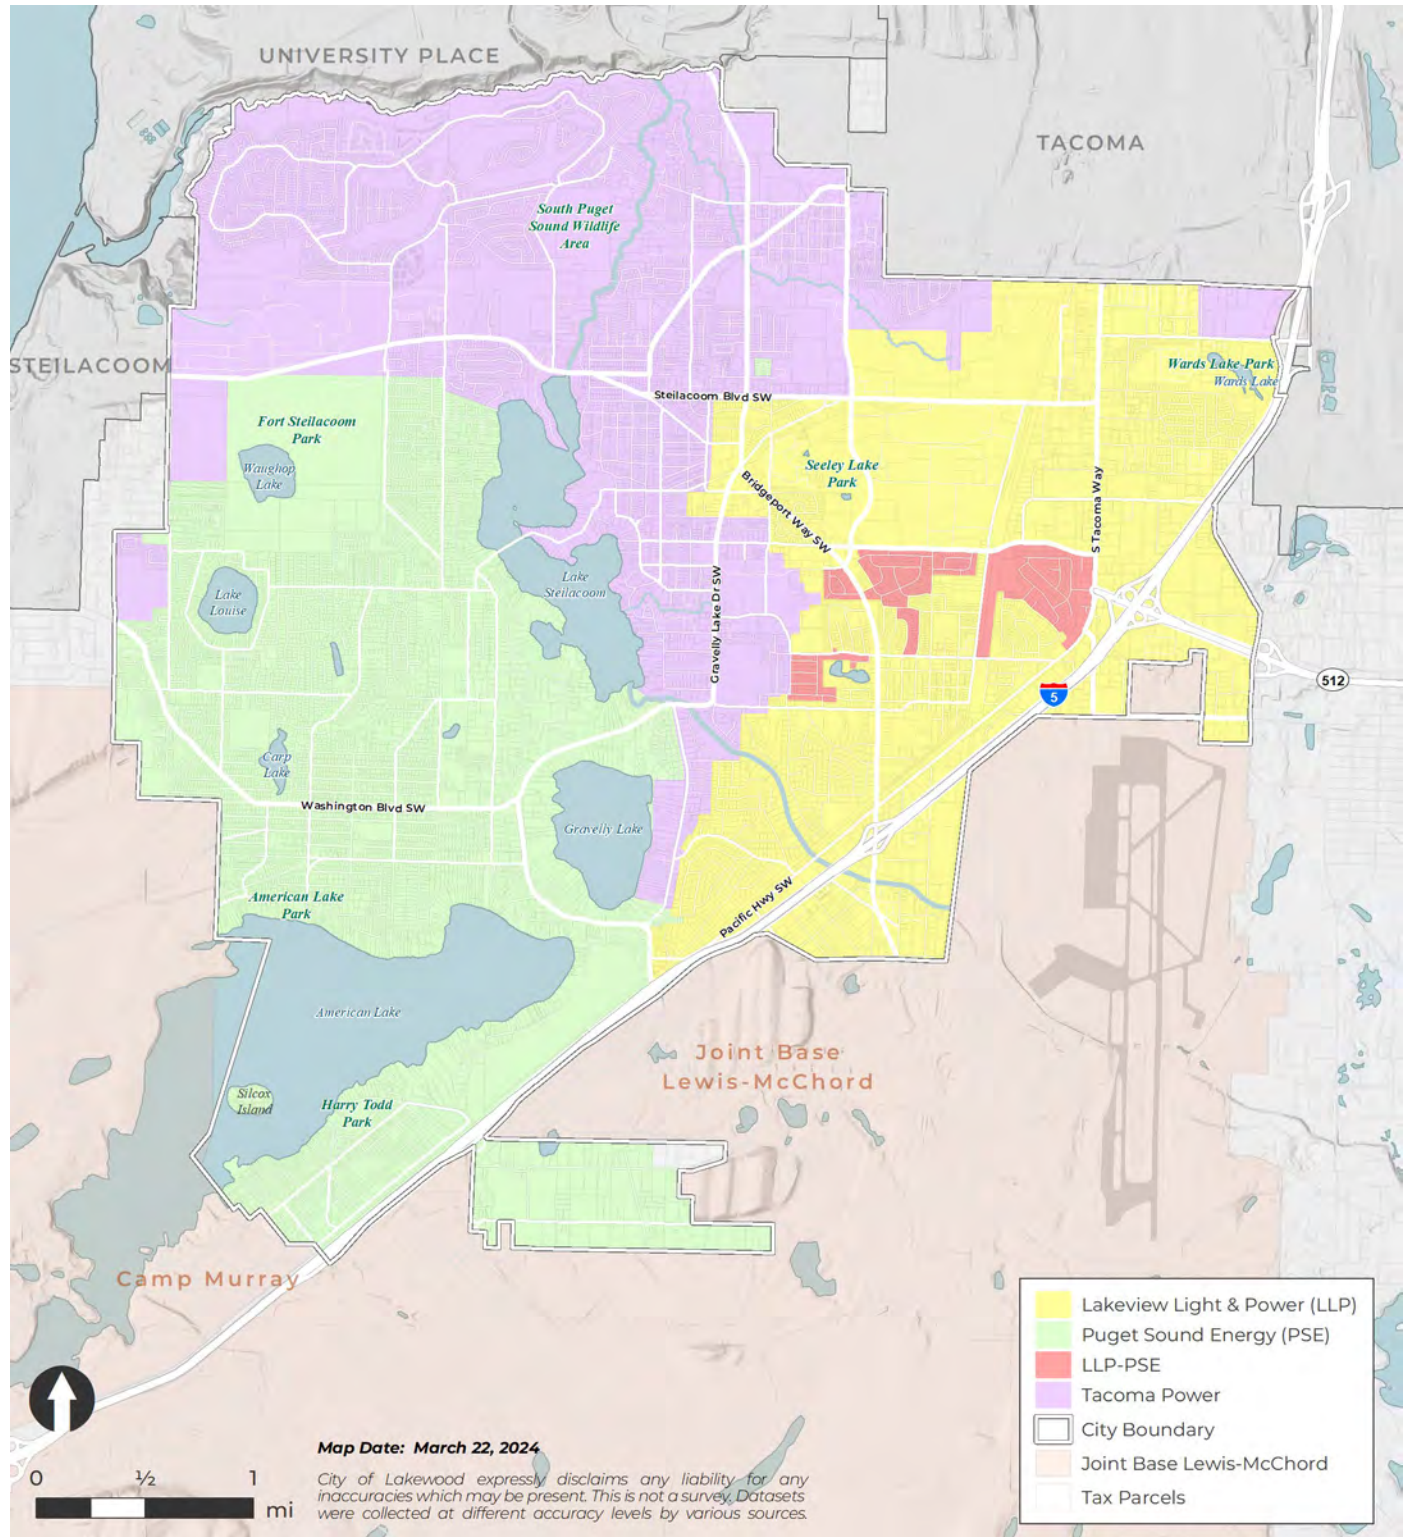 UNIVERSITY PLACE
TACOMA
South Puget
Sound Wildlife
Area
STEILACOOM
Wards Lake Park
Wards Lake
Steilacoom Blvd SW
Fort Steilacoom
Park
Waughop
Lake
Seeley Lake
Park
Bridgeport Way SW
S Tacoma Way
Lake
Steilacoom
Lake
Louise
Gravelly Lake Dr SW
512
5
Carp
Lake
Washington Blvd SW
Gravelly Lake
American Lake
Park
Pacific Hwy SW
American Lake
Joint Base
Lewis-McChord
Silcox
Island
Harry Todd
Park
Camp Murray
Lakeview Light & Power (LLP)
Puget Sound Energy (PSE)
LLP-PSE
Tacoma Power
City Boundary
Joint Base Lewis-McChord
Tax Parcels
Map Date: March 22, 2024
0 ½ 1
mi
City of Lakewood expressly disclaims any liability for any
inaccuracies which may be present. This is not a survey. Datasets
were collected at different accuracy levels by various sources.